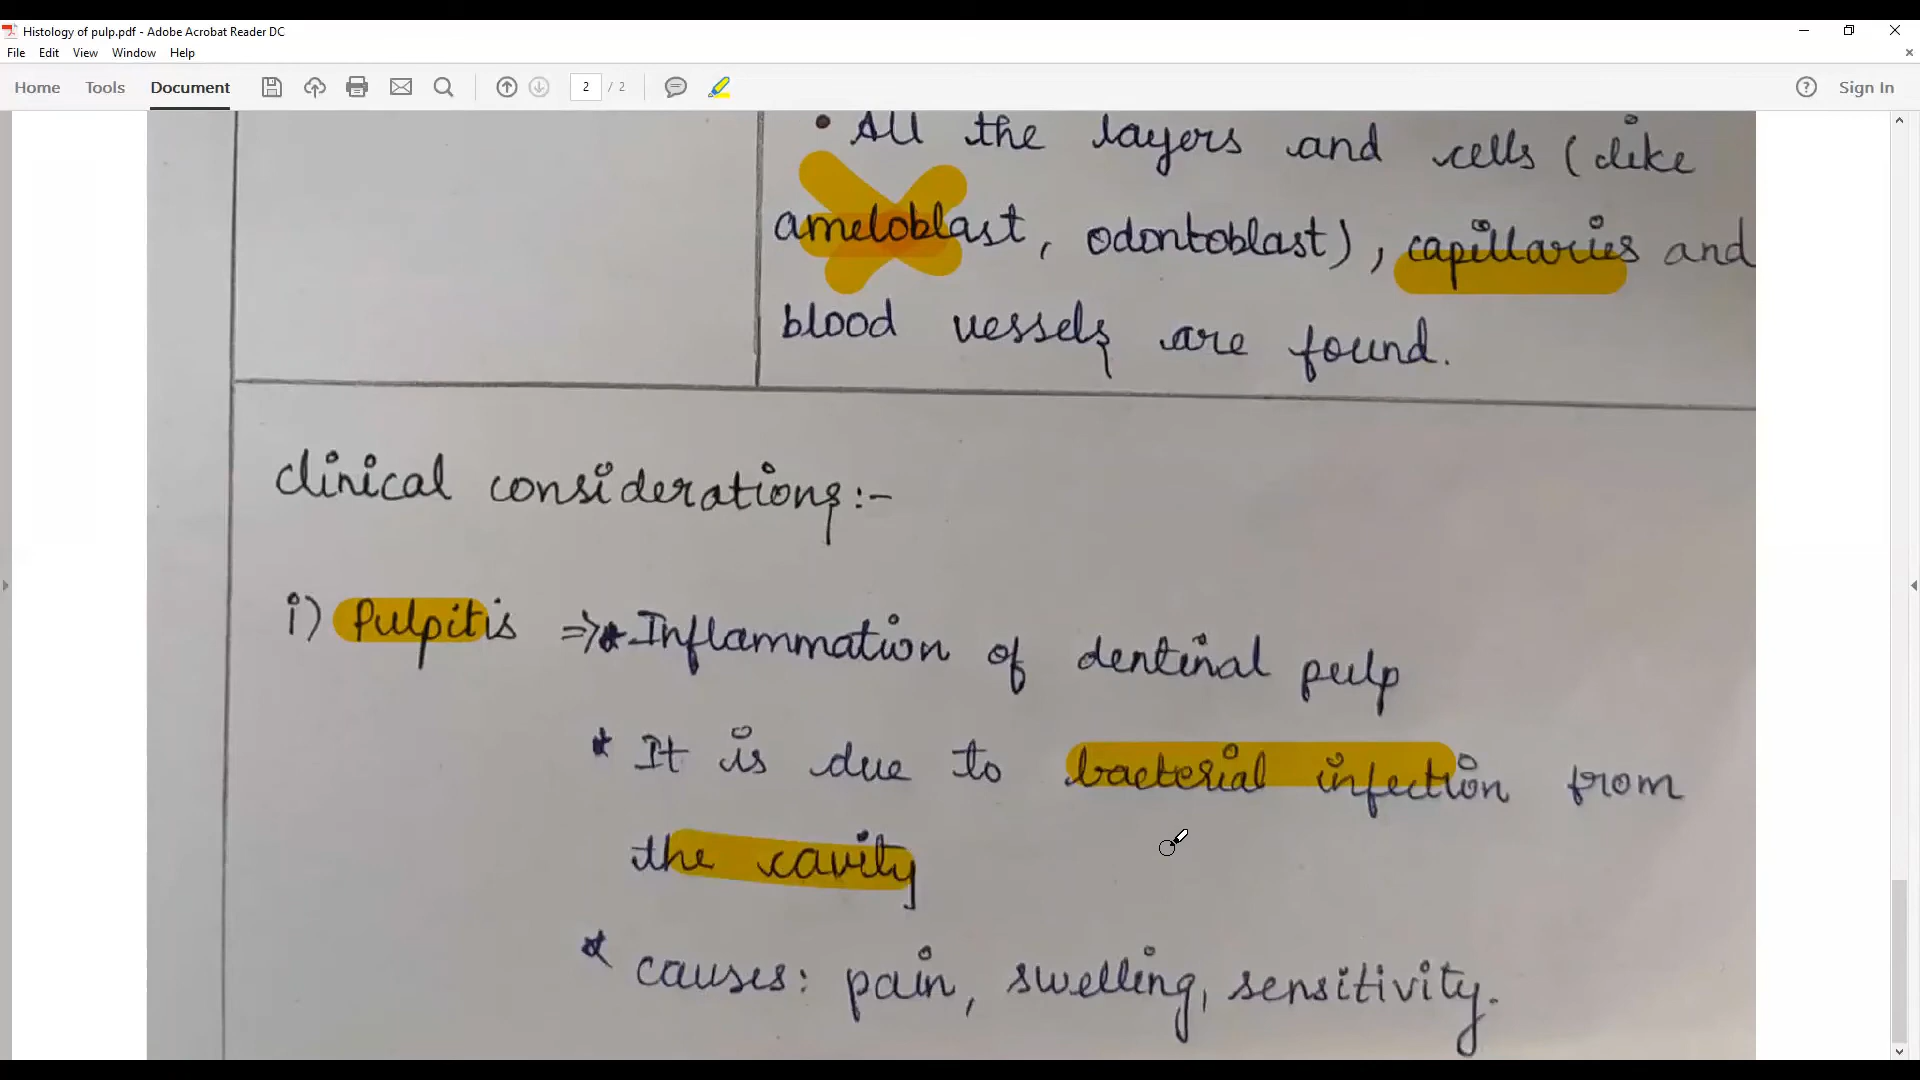 Histology of pulp.pdf - Adobe Acrobat Reader DC
File Edit View Window Help
Home Tools Document 2 / 2 Sign In
• All the layers and cells (like
ameloblast, odontoblast), capillaries and
blood vessels are found.
Clinical considerations:-
i) Pulpitis ⇒ * Inflammation of dentinal pulp
* It is due to bacterial infection from
the cavity
* causes: pain, swelling, sensitivity.